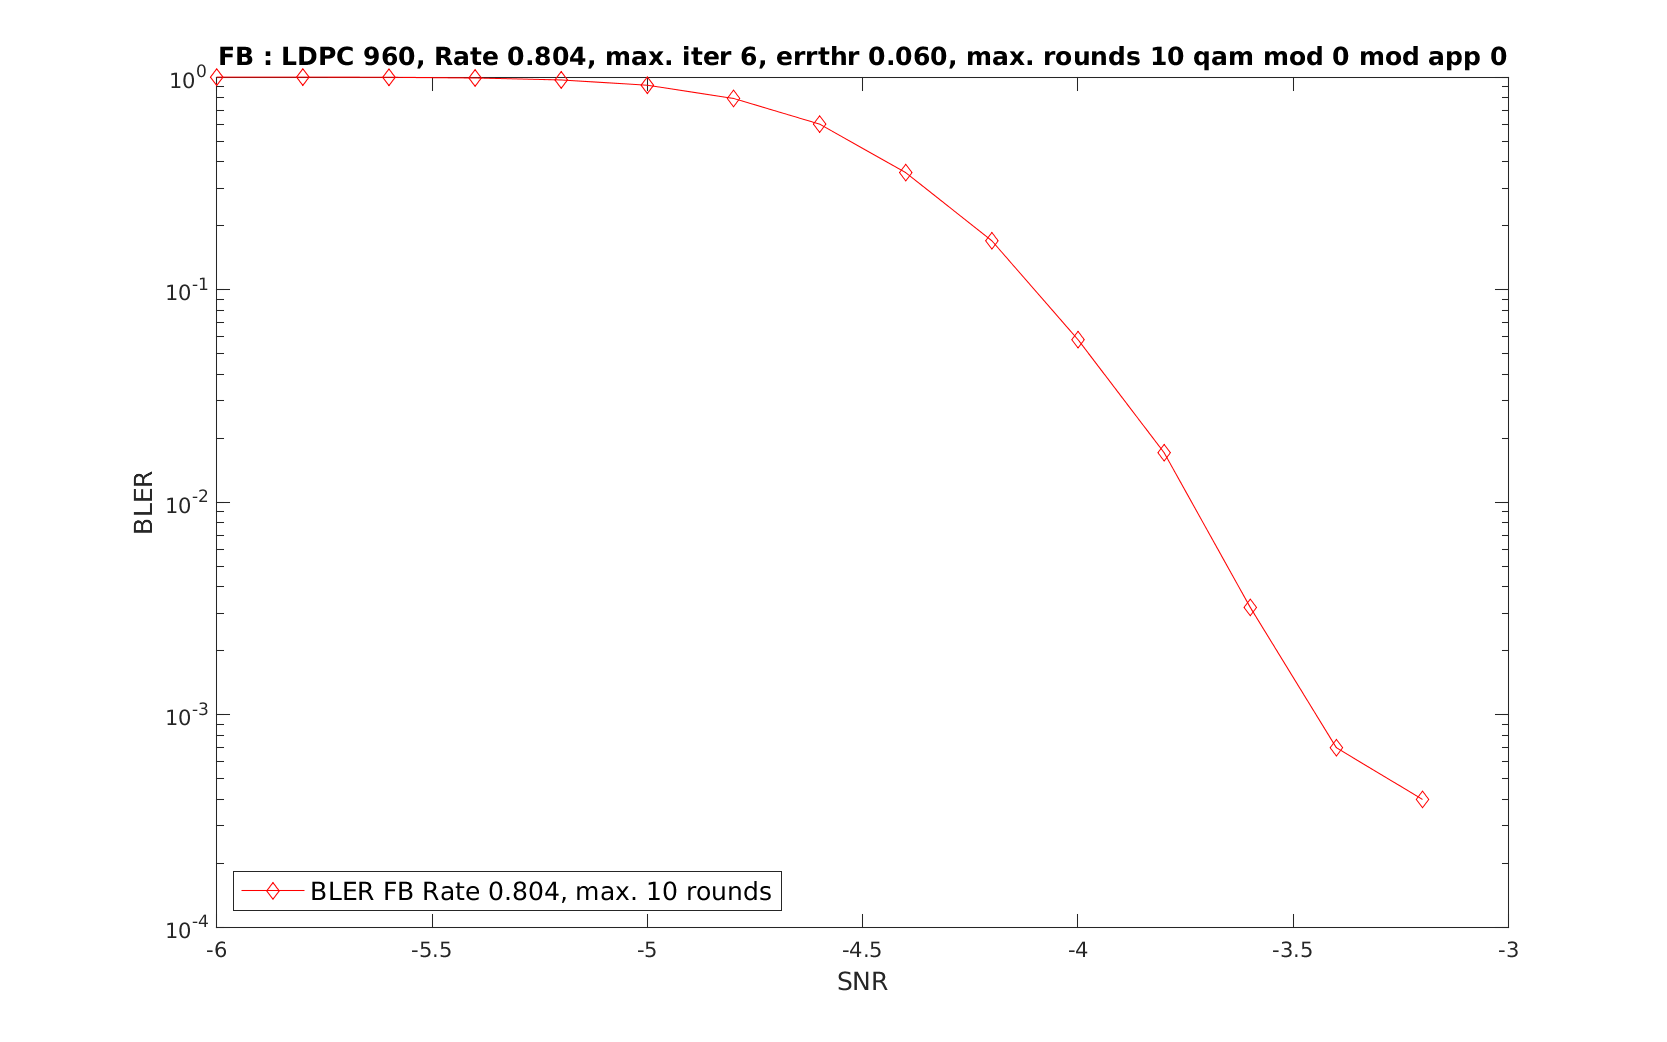 FB : LDPC 960, Rate 0.804, max. iter 6, errthr 0.060, max. rounds 10 qam mod 0 mod app 0
10^0
10^-1
10^-2
10^-3
10^-4
BLER
BLER FB Rate 0.804, max. 10 rounds
-6 -5.5 -5 -4.5 -4 -3.5 -3
SNR